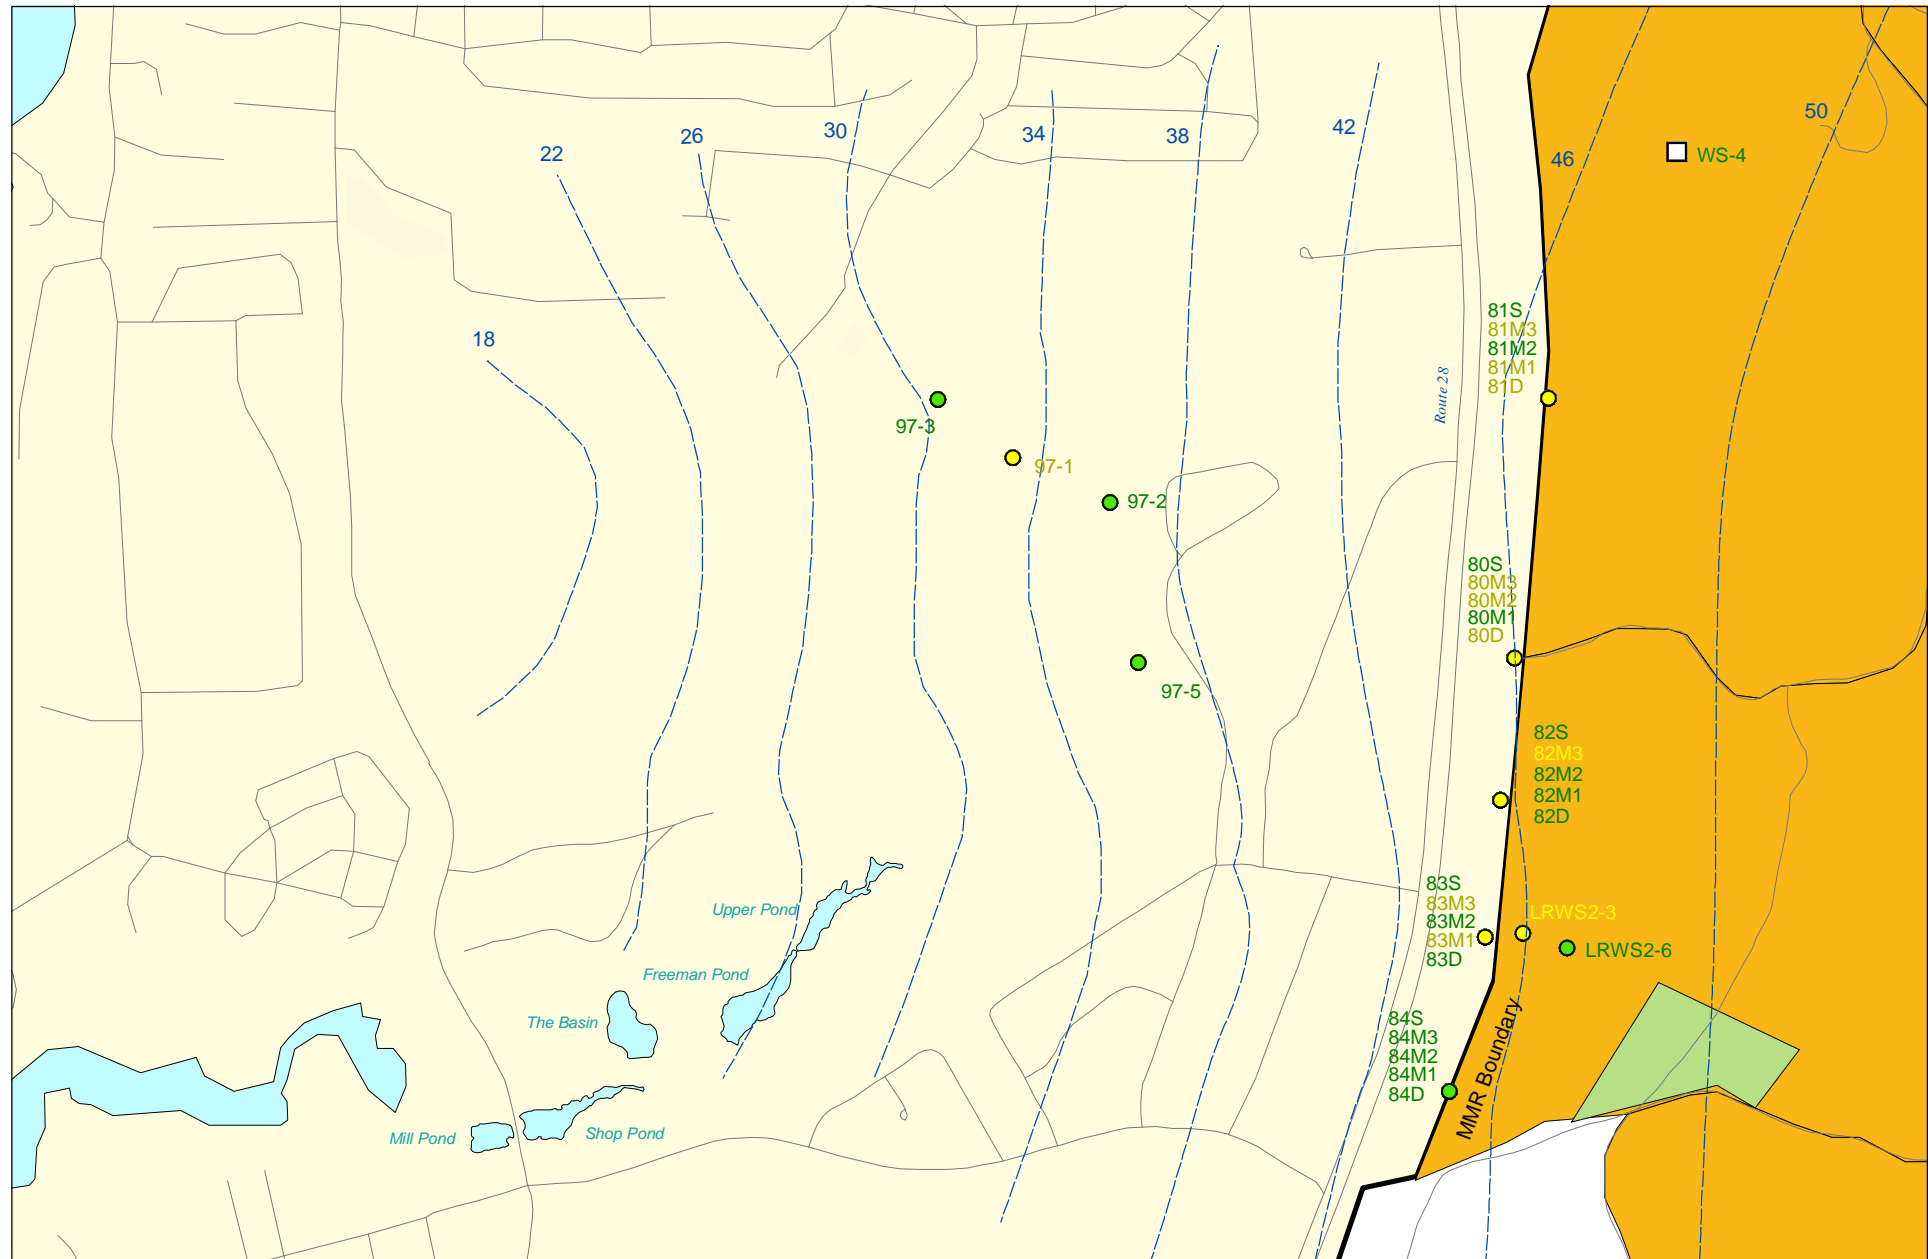 50
42
30
34
26
38
22
46
WS-4
81S
81M3
81M2
81M1
81D
18
Route 28
97-3
97-1
97-2
80S
80M3
80M2
80M1
80D
97-5
82S
82M3
82M2
82M1
82D
83S
83M3
83M2
83M1
83D
LRWS2-3
LRWS2-6
Upper Pond
Freeman Pond
The Basin
84S
84M3
84M2
84M1
84D
MMR Boundary
Mill Pond
Shop Pond